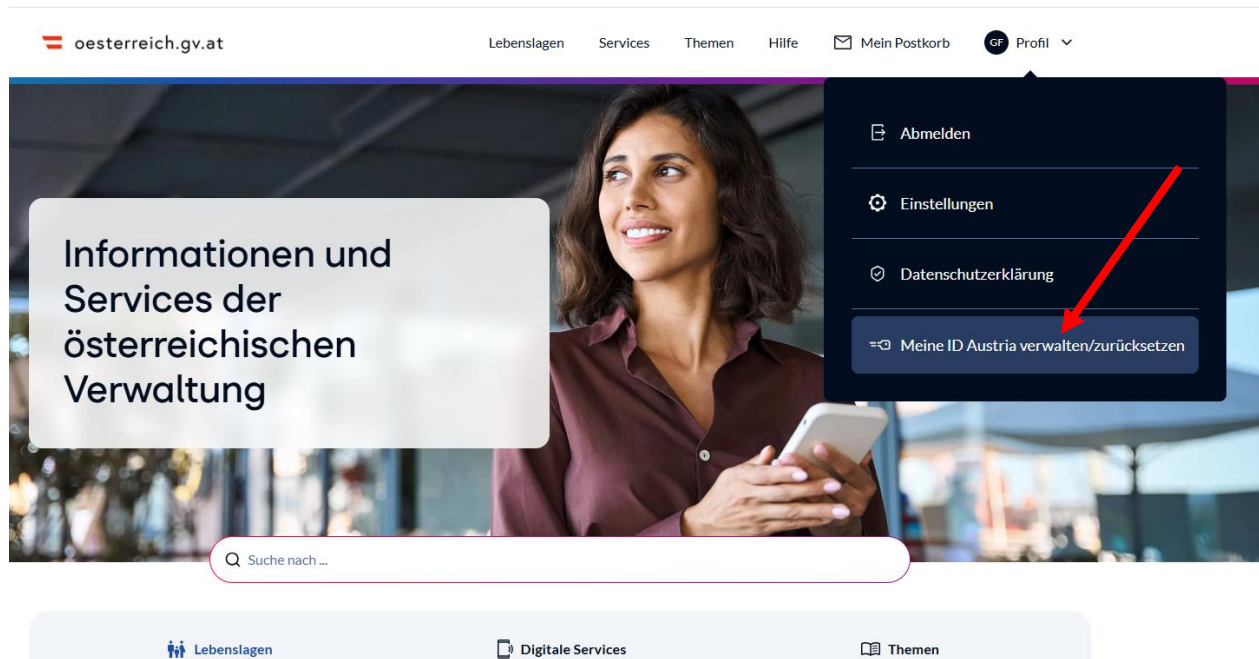 oesterreich.gv.at
Lebenslagen Services Themen Hilfe Mein Postkorb GF Profil
Abmelden
Einstellungen
Datenschutzerklärung
Meine ID Austria verwalten/zurücksetzen
Informationen und
Services der
österreichischen
Verwaltung
Suche nach ...
Lebenslagen Digitale Services Themen